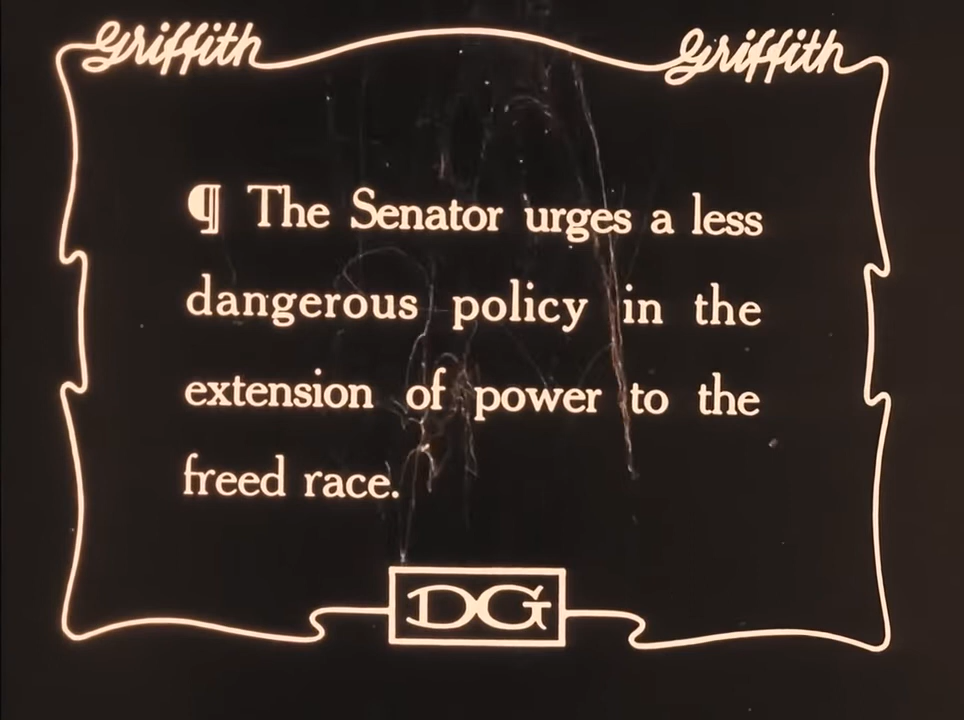 Griffith Griffith
¶ The Senator urges a less
dangerous policy in the
extension of power to the
freed race.
DG